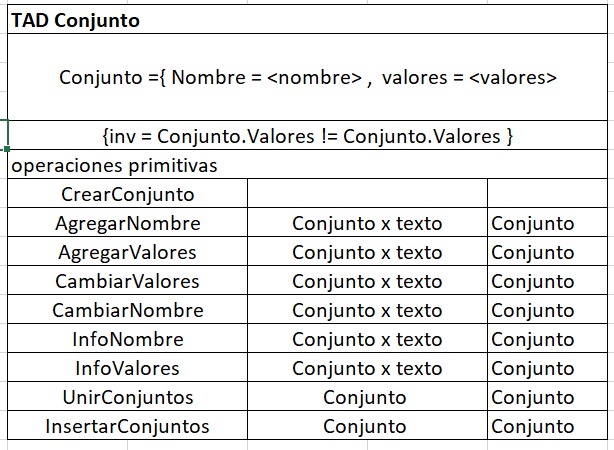 TAD Conjunto
Conjunto ={ Nombre = <nombre> , valores = <valores>
{inv = Conjunto.Valores != Conjunto.Valores }
operaciones primitivas
CrearConjunto
AgregarNombre Conjunto x texto Conjunto
AgregarValores Conjunto x texto Conjunto
CambiarValores Conjunto x texto Conjunto
CambiarNombre Conjunto x texto Conjunto
InfoNombre Conjunto x texto Conjunto
InfoValores Conjunto x texto Conjunto
UnirConjuntos Conjunto Conjunto
InsertarConjuntos Conjunto Conjunto